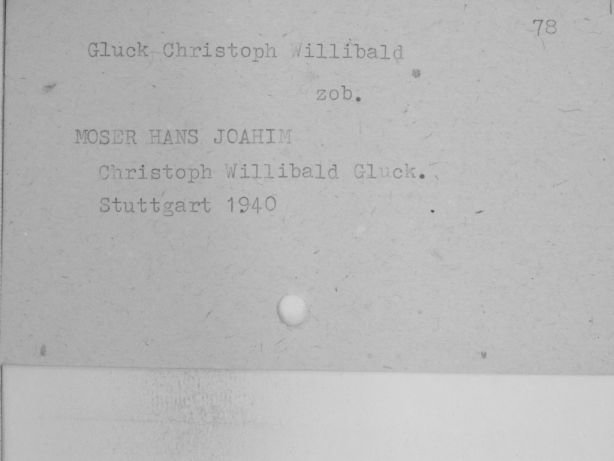 78
Gluck Christoph Willibald
zob.
MOSER HANS JOAHIM
Christoph Willibald Gluck.
Stuttgart 1940